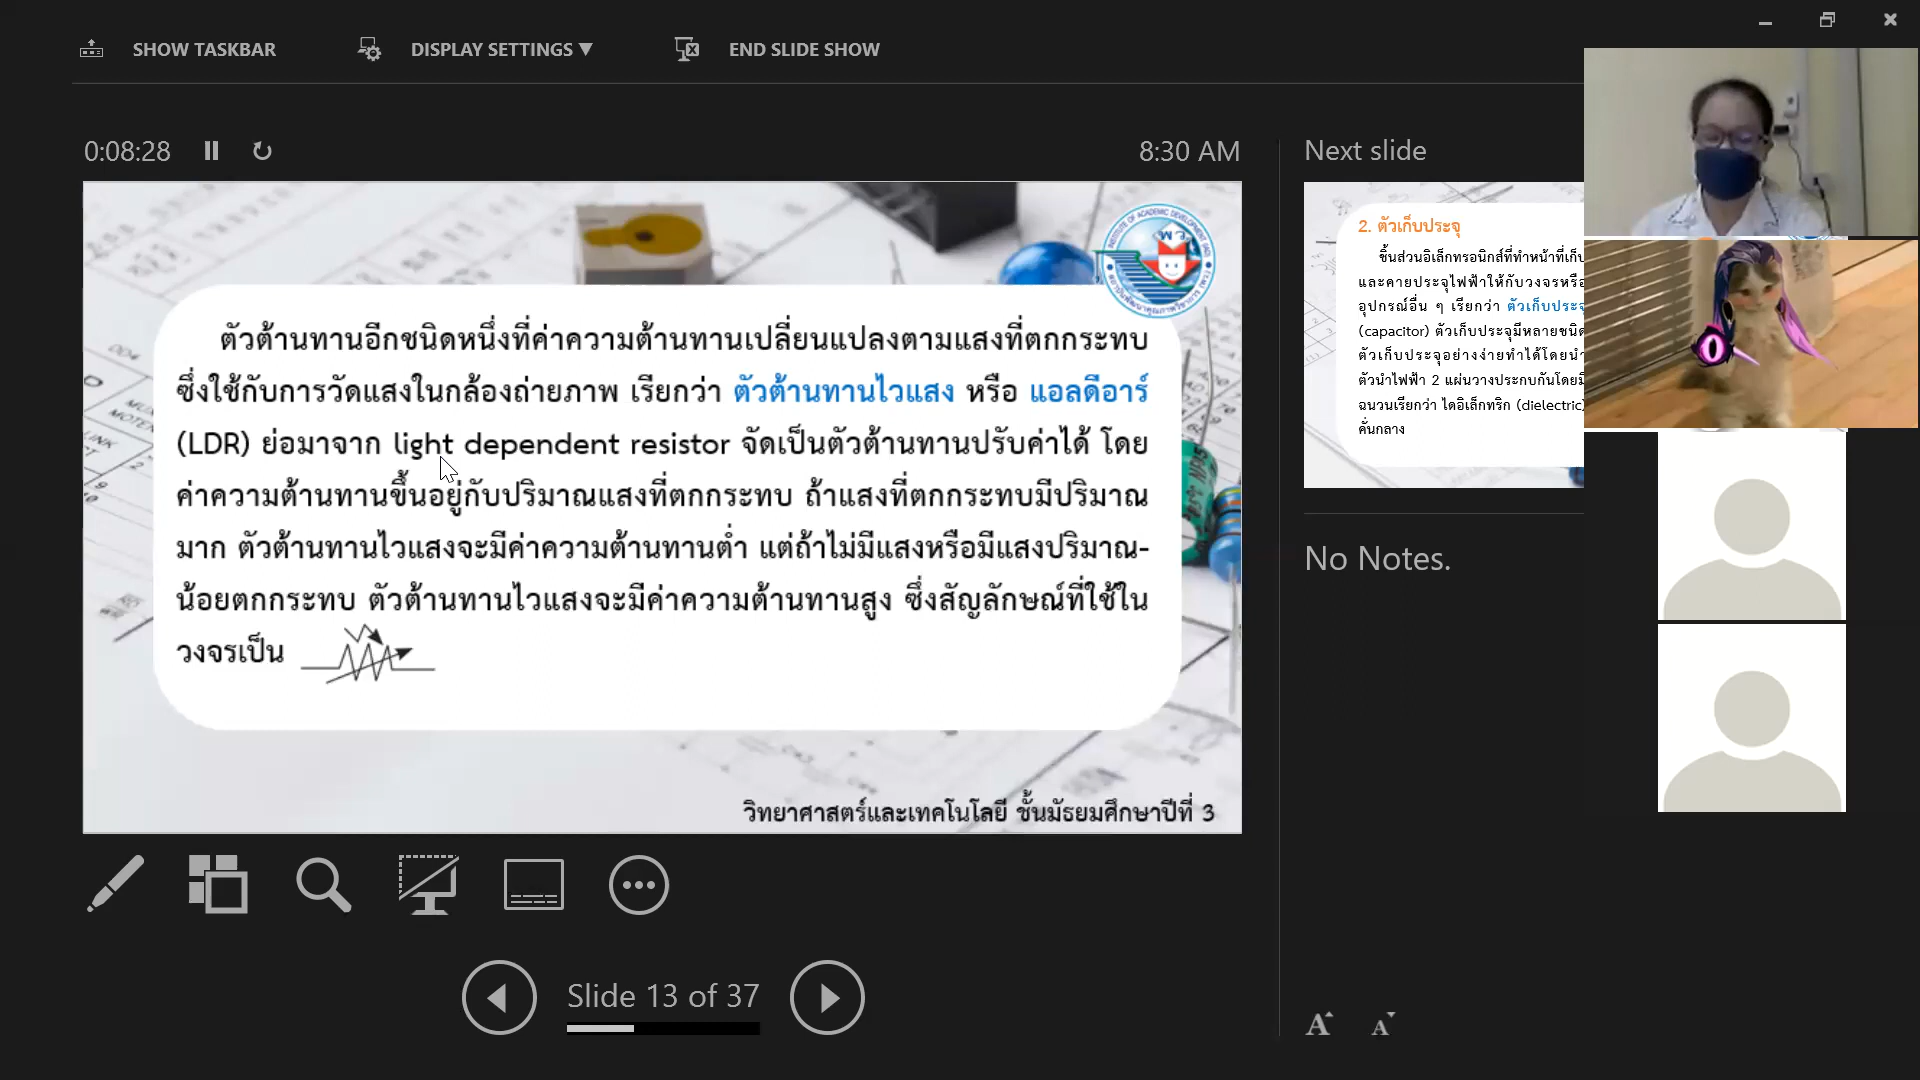 SHOW TASKBAR
DISPLAY SETTINGS ▼
END SLIDE SHOW
0:08:28
8:30 AM
ตัวต้านทานอีกชนิดหนึ่งที่ค่าความต้านทานเปลี่ยนแปลงตามแสงที่ตกกระทบ
ซึ่งใช้กับการวัดแสงในกล้องถ่ายภาพ เรียกว่า ตัวต้านทานไวแสง หรือ แอลดีอาร์
(LDR) ย่อมาจาก light dependent resistor จัดเป็นตัวต้านทานปรับค่าได้ โดย
ค่าความต้านทานขึ้นอยู่กับปริมาณแสงที่ตกกระทบ ถ้าแสงที่ตกกระทบมีปริมาณ
มาก ตัวต้านทานไวแสงจะมีค่าความต้านทานต่ำ แต่ถ้าไม่มีแสงหรือมีแสงปริมาณ-
น้อยตกกระทบ ตัวต้านทานไวแสงจะมีค่าความต้านทานสูง ซึ่งสัญลักษณ์ที่ใช้ใน
วงจรเป็น
วิทยาศาสตร์และเทคโนโลยี ชั้นมัธยมศึกษาปีที่ 3
Slide 13 of 37
Next slide
2. ตัวเก็บประจุ
ชิ้นส่วนอิเล็กทรอนิกส์ที่ทำหน้าที่เก็บ
และคายประจุไฟฟ้าให้กับวงจรหรือ
อุปกรณ์อื่น ๆ เรียกว่า ตัวเก็บประจุ
(capacitor) ตัวเก็บประจุมีหลายชนิด
ตัวเก็บประจุอย่างง่ายทำได้โดยนำ
ตัวนำไฟฟ้า 2 แผ่นวางประกบกันโดยมี
ฉนวนเรียกว่า ไดอิเล็กทริก (dielectric)
คั่นกลาง
No Notes.